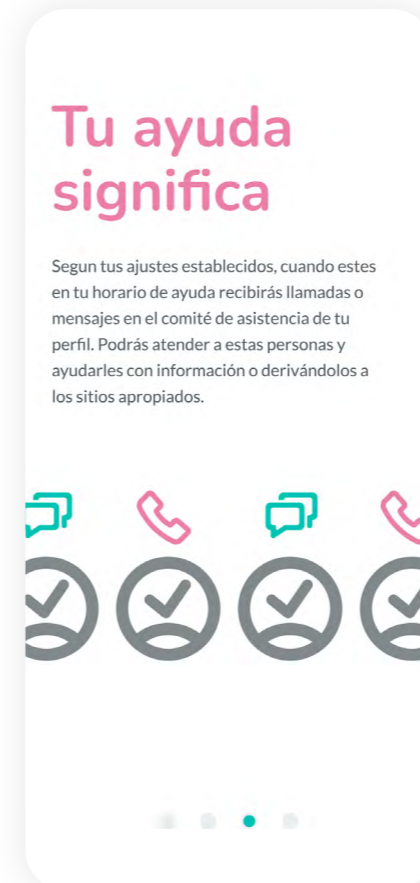 Tu ayuda
significa
Segun tus ajustes establecidos, cuando estes
en tu horario de ayuda recibirás llamadas o
mensajes en el comité de asistencia de tu
perfil. Podrás atender a estas personas y
ayudarles con información o derivándolos a
los sitios apropiados.